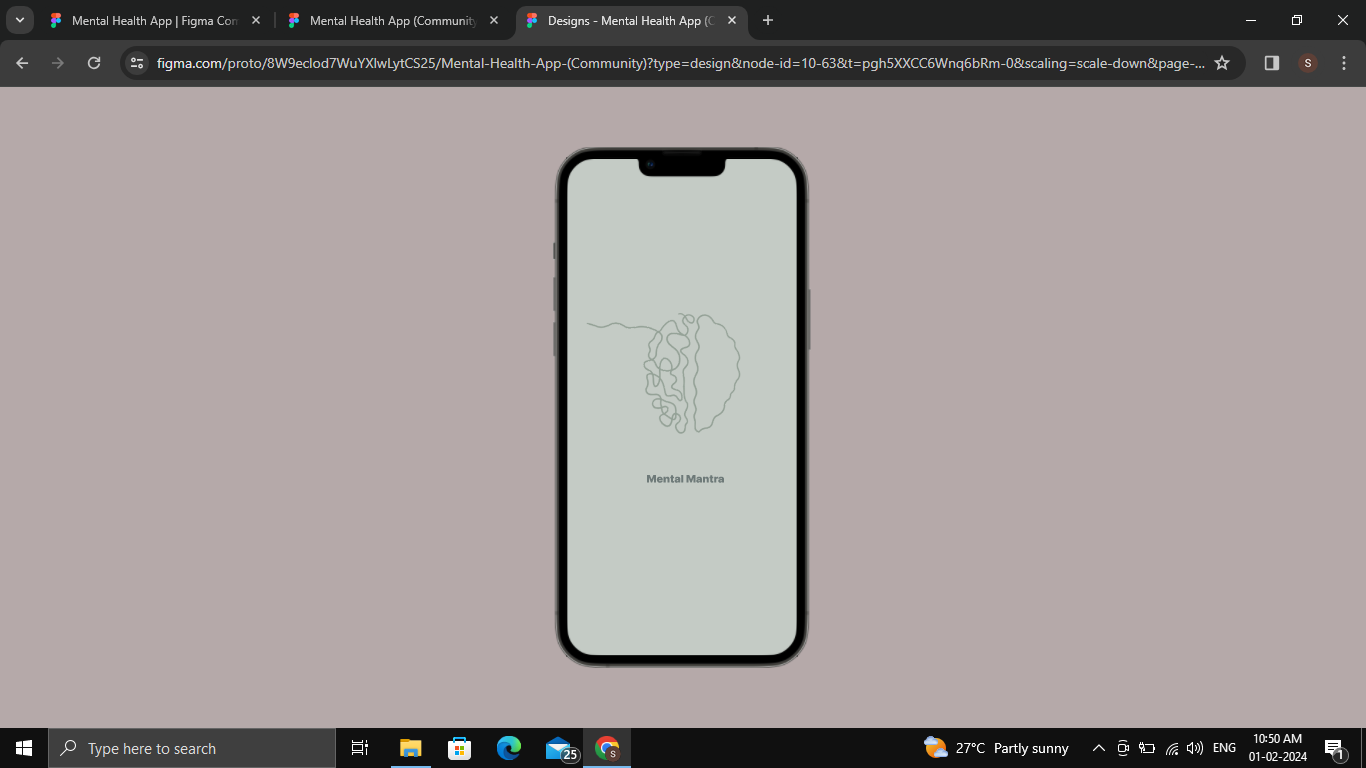 Mental Health App | Figma Con
Mental Health App (Community
Designs - Mental Health App (C
figma.com/proto/8W9eclod7WuYXlwLytCS25/Mental-Health-App-(Community)?type=design&node-id=10-63&t=pgh5XXCC6Wnq6bRm-0&scaling=scale-down&page-...
S
Mental Mantra
Type here to search
25
S
27°C Partly sunny
ENG
10:50 AM
01-02-2024
1